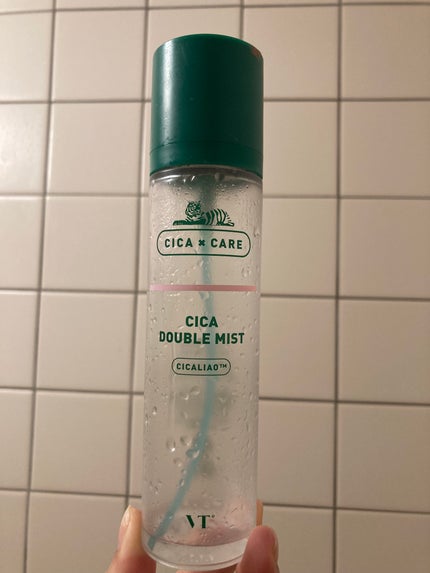 CICA × CARE
CICA
DOUBLE MIST
CICALIAO™
VT®